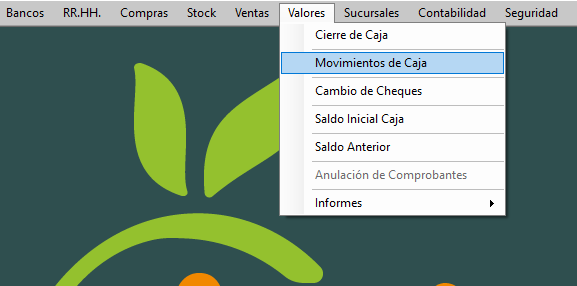 Bancos RR.HH. Compras Stock Ventas Valores Sucursales Contabilidad Seguridad
Cierre de Caja
Movimientos de Caja
Cambio de Cheques
Saldo Inicial Caja
Saldo Anterior
Anulación de Comprobantes
Informes